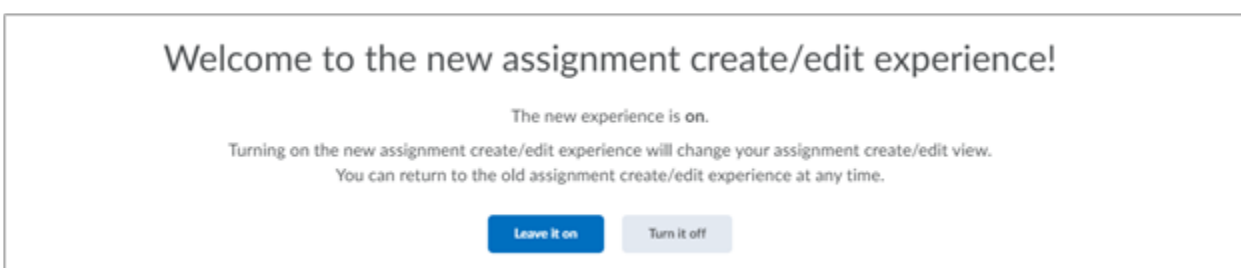 Welcome to the new assignment create/edit experience!
The new experience is on.
Turning on the new assignment create/edit experience will change your assignment create/edit view.
You can return to the old assignment create/edit experience at any time.
Leave it on
Turn it off